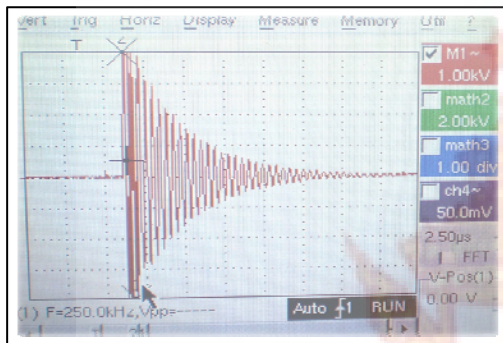 Vert Trig Horiz Display Measure Memory Util ?
T
M1~
1.00kV
math2
2.00kV
math3
1.00 div
ch4~
50.0mV
2.50µs
FFT
V-Pos(1)
0.00 V
Auto 1 RUN
(1) F=250.0kHz,Vpp=------